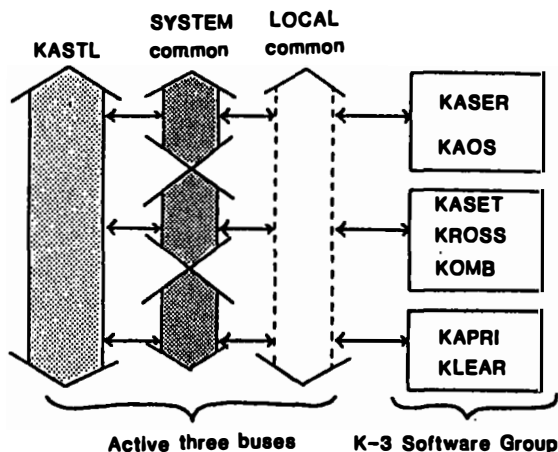 KASTL
SYSTEM
common
LOCAL
common
KASER
KAOS
KASET
KROSS
KOMB
KAPRI
KLEAR
Active three buses
K-3 Software Group